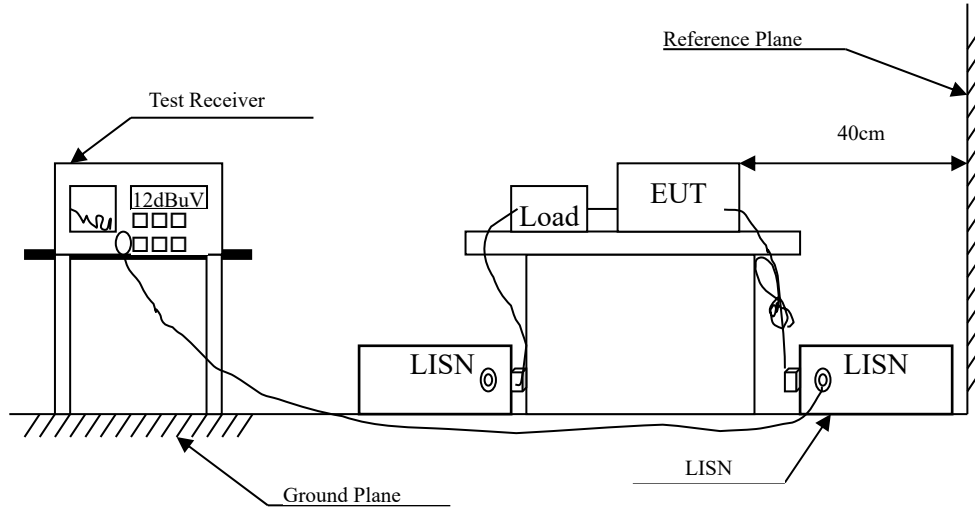 Reference Plane
Test Receiver
40cm
12dBuV
Load
EUT
LISN
LISN
LISN
Ground Plane